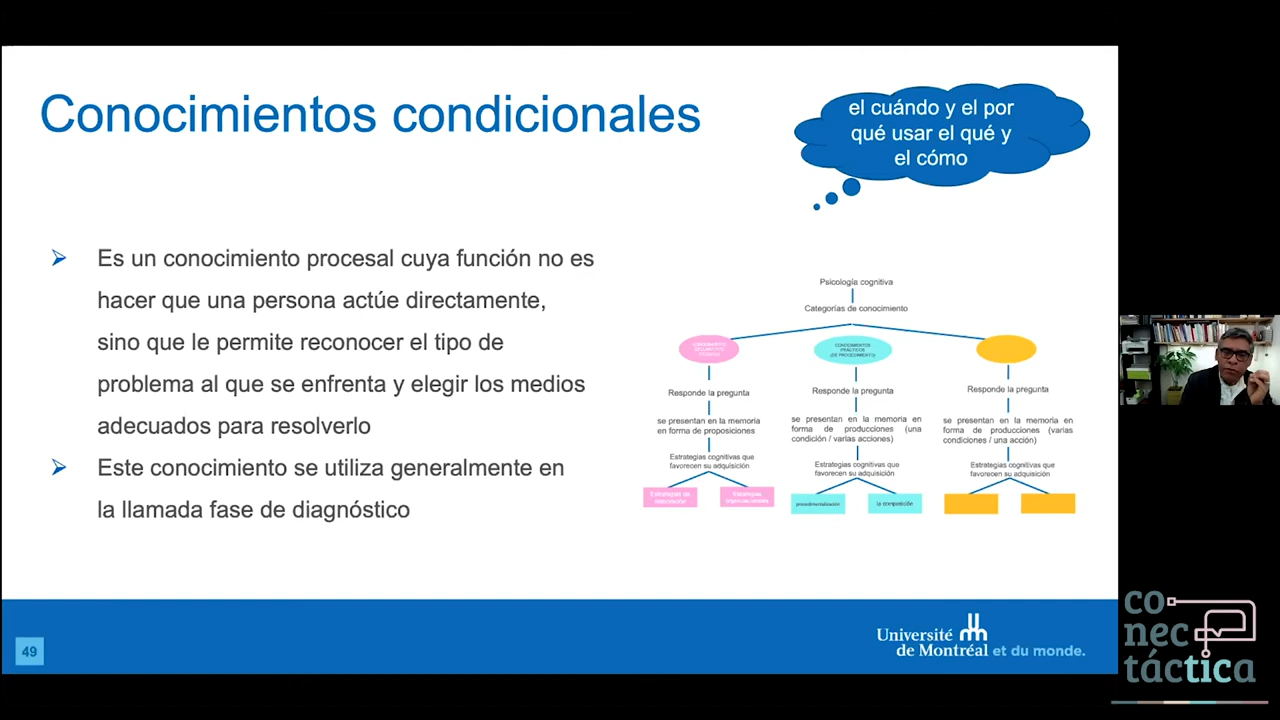 Conocimientos condicionales
el cuándo y el por
qué usar el qué y
el cómo
Es un conocimiento procesal cuya función no es
hacer que una persona actúe directamente,
sino que le permite reconocer el tipo de
problema al que se enfrenta y elegir los medios
adecuados para resolverlo
Este conocimiento se utiliza generalmente en
la llamada fase de diagnóstico
Psicología cognitiva
Categorías de conocimiento
CONOCIMIENTOS
PRÁCTICOS
(DE PROCEDIMIENTO)
Responde la pregunta
Responde la pregunta
Responde la pregunta
se presentan en la memoria
en forma de proposiciones
se presentan en la memoria en
forma de producciones (una
condición / varias acciones)
se presentan en la memoria en
forma de producciones (varias
condiciones / una acción)
Estrategias cognitivas que
favorecen su adquisición
Estrategias cognitivas que
favorecen su adquisición
Estrategias cognitivas que
favorecen su adquisición
Estrategias de
elaboración
Estrategias
organizacionales
procedimentalización
la composición
49
Université
de Montréal et du monde.
co
nec
táctica